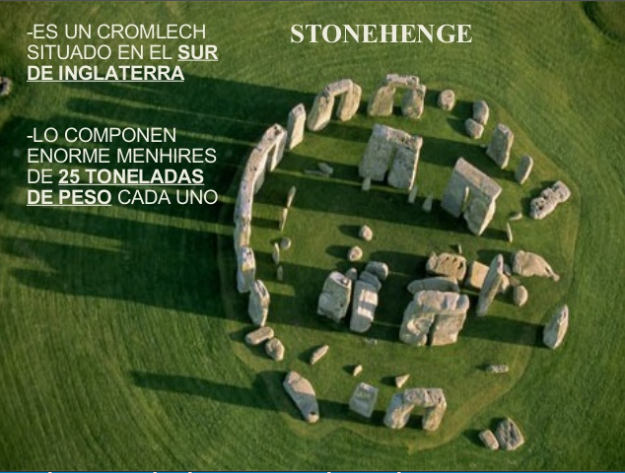 STONEHENGE
-ES UN CROMLECH
SITUADO EN EL SUR
DE INGLATERRA
-LO COMPONEN
ENORME MENHIRES
DE 25 TONELADAS
DE PESO CADA UNO